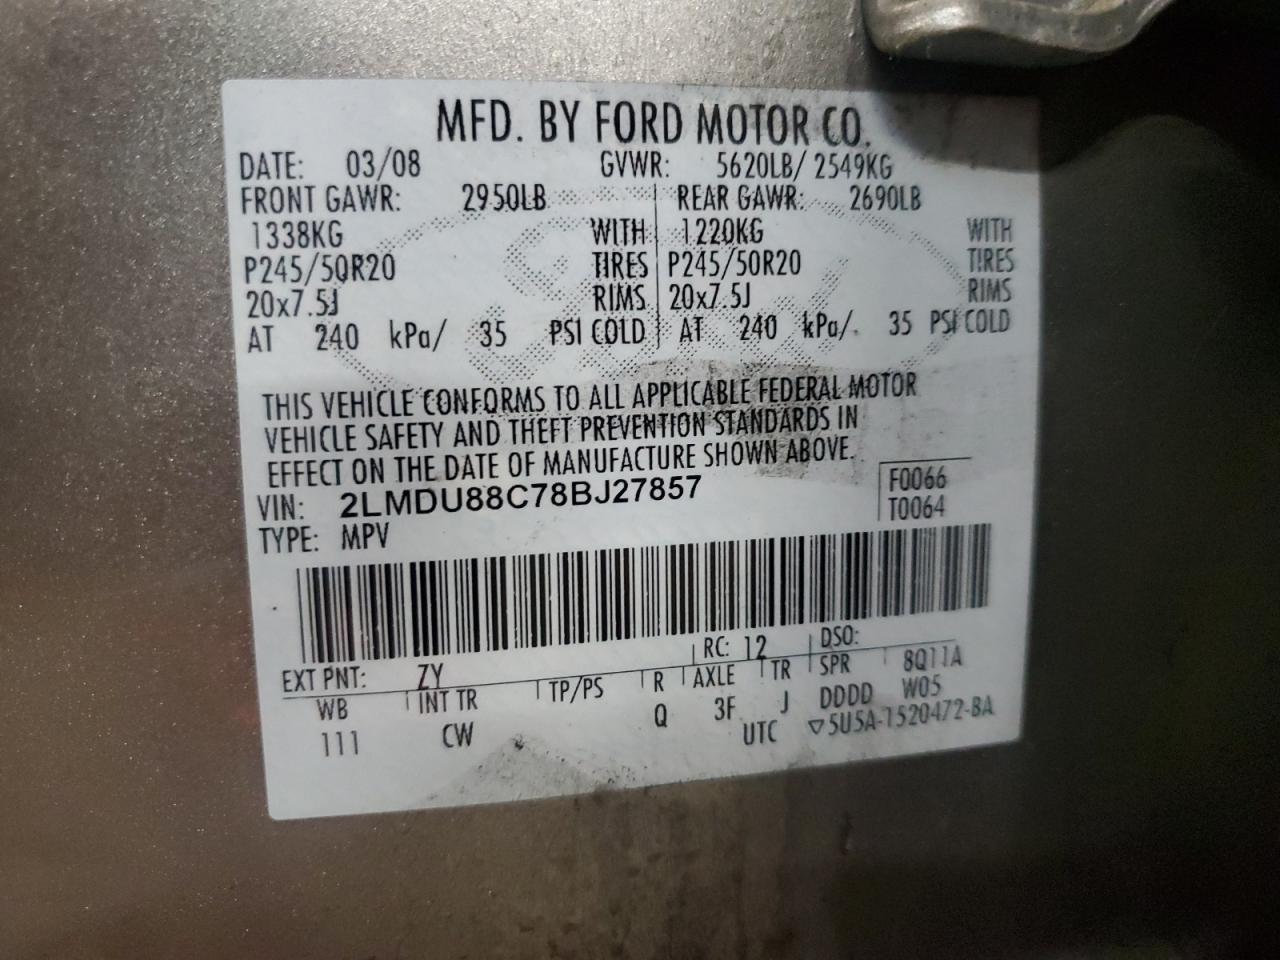 MFD. BY FORD MOTOR CO.
DATE: 03/08 GVWR: 5620LB/ 2549KG
FRONT GAWR: 2950LB REAR GAWR: 2690LB
1338KG WITH 1220KG WITH
P245/50R20 TIRES P245/50R20 TIRES
20x7.5J RIMS 20x7.5J RIMS
AT 240 kPa/ 35 PSI COLD AT 240 kPa/ 35 PSI COLD
THIS VEHICLE CONFORMS TO ALL APPLICABLE FEDERAL MOTOR
VEHICLE SAFETY AND THEFT PREVENTION STANDARDS IN
EFFECT ON THE DATE OF MANUFACTURE SHOWN ABOVE.
VIN: 2LMDU88C78BJ27857 F0066
TYPE: MPV T0064
EXT PNT: ZY RC: 12 DSO:
WB INT TR TP/PS R AXLE TR SPR 8Q11A
111 CW Q 3F J DDDD W05
UTC ▽5U5A-1520472-BA